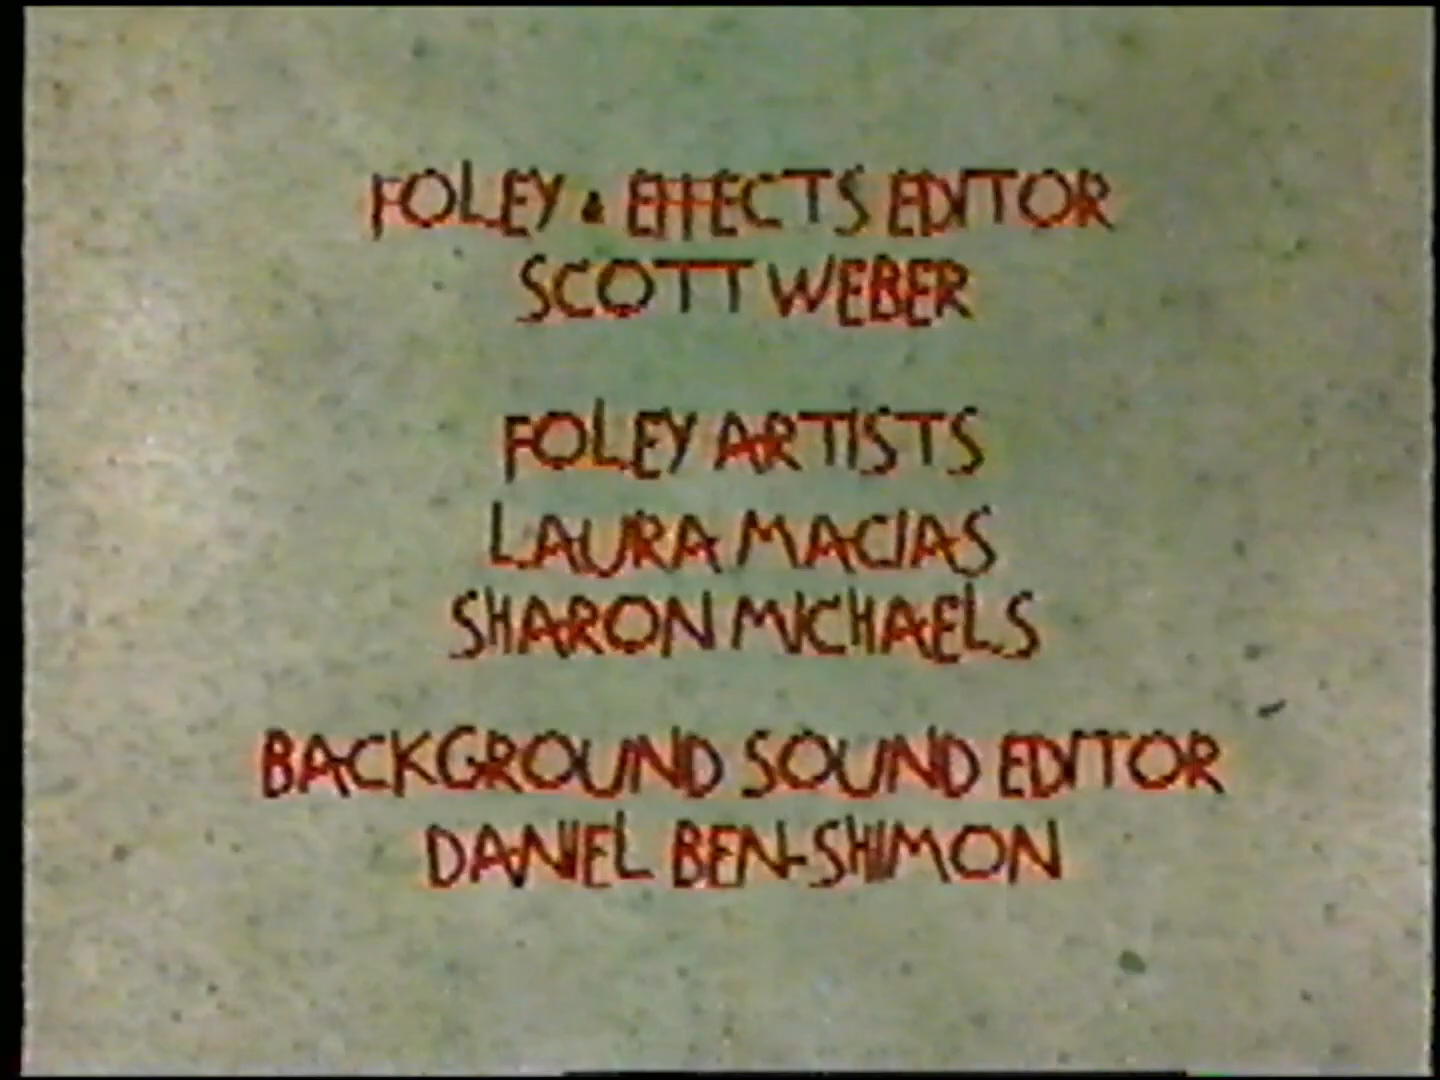 FOLEY & EFFECTS EDITOR
SCOTT WEBER
FOLEY ARTISTS
LAURA MACIAS
SHARON MICHAELS
BACKGROUND SOUND EDITOR
DANIEL BEN-SHIMON